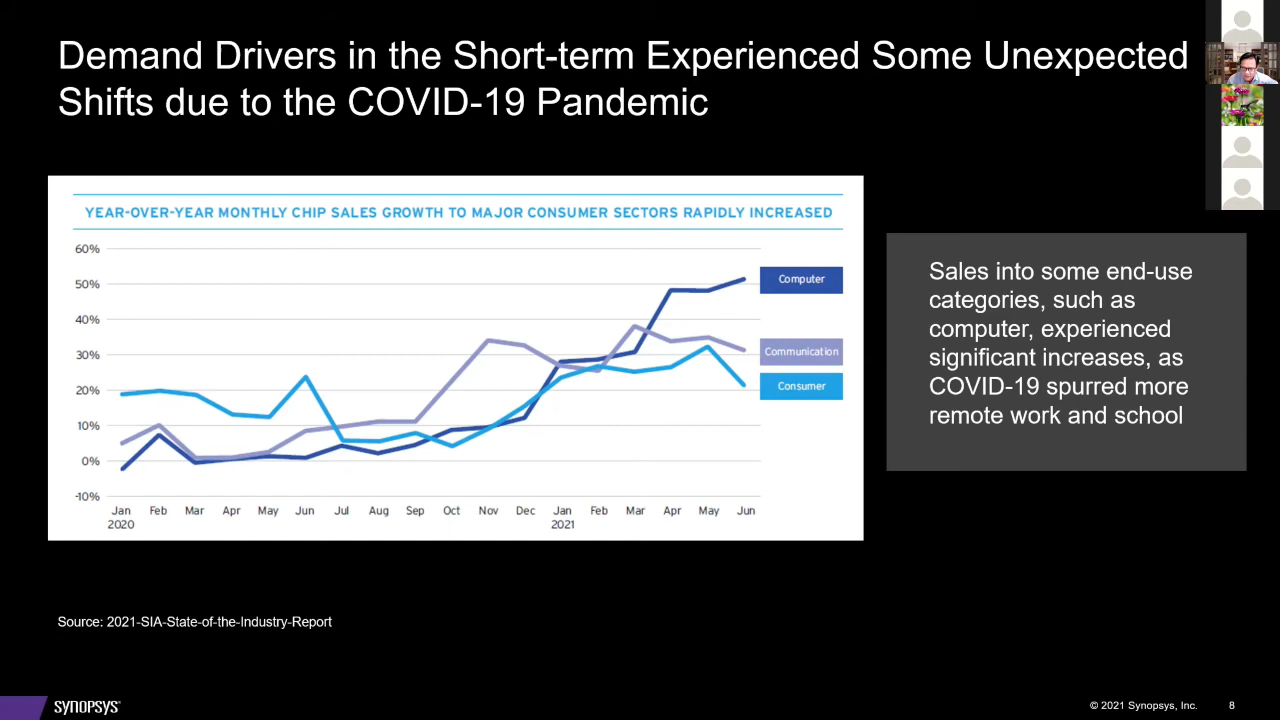 Demand Drivers in the Short-term Experienced Some Unexpected
Shifts due to the COVID-19 Pandemic
YEAR-OVER-YEAR MONTHLY CHIP SALES GROWTH TO MAJOR CONSUMER SECTORS RAPIDLY INCREASED
60%
50%
40%
30%
20%
10%
0%
-10%
Computer
Communication
Consumer
Jan Feb Mar Apr May Jun Jul Aug Sep Oct Nov Dec Jan Feb Mar Apr May Jun
2020 2021
Sales into some end-use
categories, such as
computer, experienced
significant increases, as
COVID-19 spurred more
remote work and school
Source: 2021-SIA-State-of-the-Industry-Report
SYNOPSYS®
© 2021 Synopsys, Inc. 8